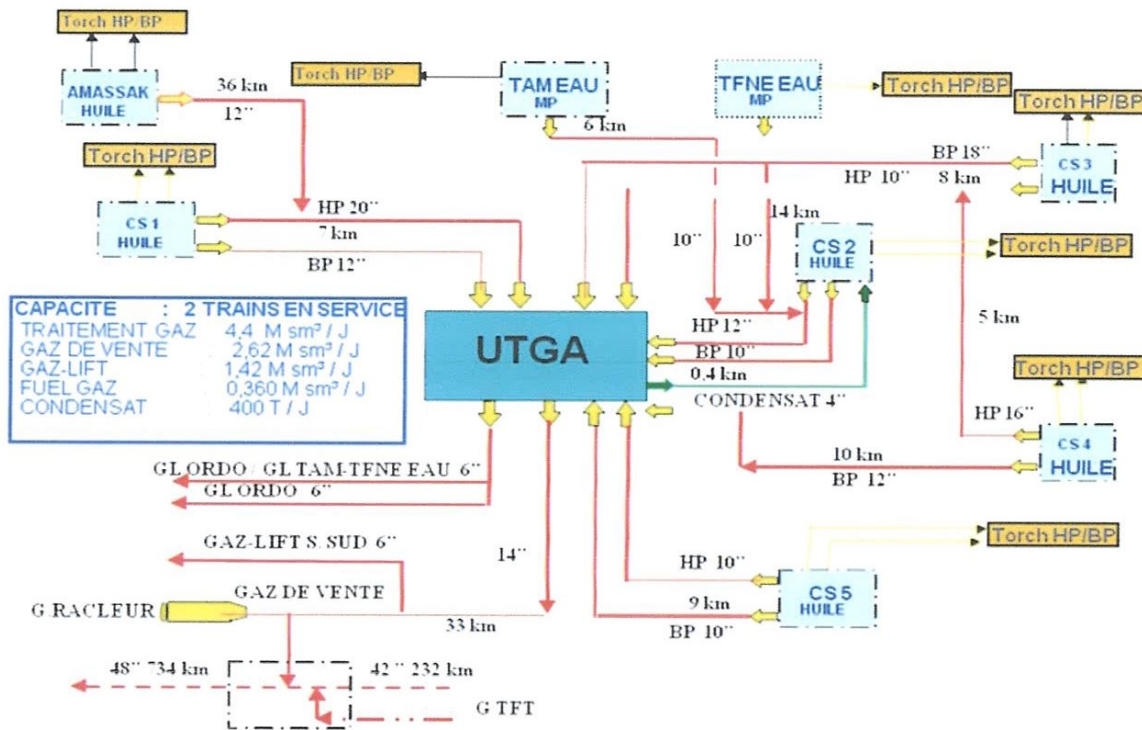 Torch HP/BP
AMASSAK
HUILE
36 km
12''
Torch HP/BP
TAM EAU
MP
6 km
TFNE EAU
MP
Torch HP/BP
Torch HP/BP
CS 3
HUILE
BP 18''
HP 10''
8 km
Torch HP/BP
CS 1
HUILE
HP 20''
7 km
BP 12''
14 km
10''
10''
CS 2
HUILE
Torch HP/BP
CAPACITE : 2 TRAINS EN SERVICE
TRAITEMENT GAZ 4,4 M sm³ / J
GAZ DE VENTE 2,62 M sm³ / J
GAZ-LIFT 1,42 M sm³ / J
FUEL GAZ 0,360 M sm³ / J
CONDENSAT 400 T / J
UTGA
HP 12''
BP 10''
0,4 km
CONDENSAT 4''
5 km
Torch HP/BP
HP 16''
CS 4
HUILE
10 km
BP 12''
GL ORDO / GL TAM-TFNE EAU 6''
GL ORDO 6''
GAZ-LIFT S. SUD 6''
14''
GAZ DE VENTE
G RACLEUR
33 km
Torch HP/BP
HP 10''
CS 5
HUILE
9 km
BP 10''
48'' 734 km
42'' 232 km
G TFT